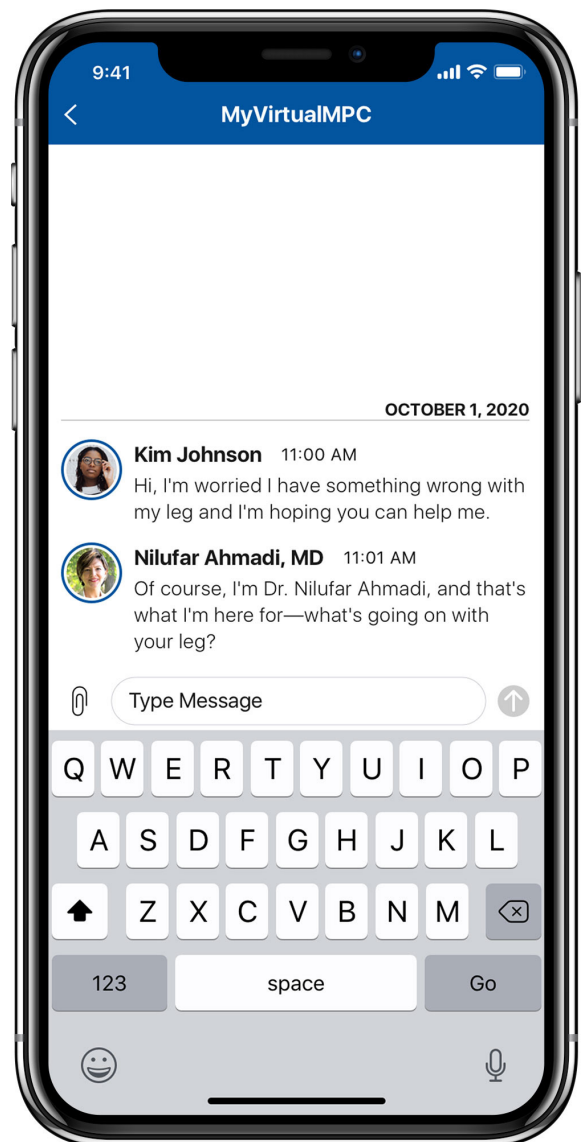 9:41
MyVirtualMPC
OCTOBER 1, 2020
Kim Johnson 11:00 AM
Hi, I'm worried I have something wrong with
my leg and I'm hoping you can help me.
Nilufar Ahmadi, MD 11:01 AM
Of course, I'm Dr. Nilufar Ahmadi, and that's
what I'm here for—what's going on with
your leg?
Type Message
Q W E R T Y U I O P
A S D F G H J K L
Z X C V B N M
123 space Go